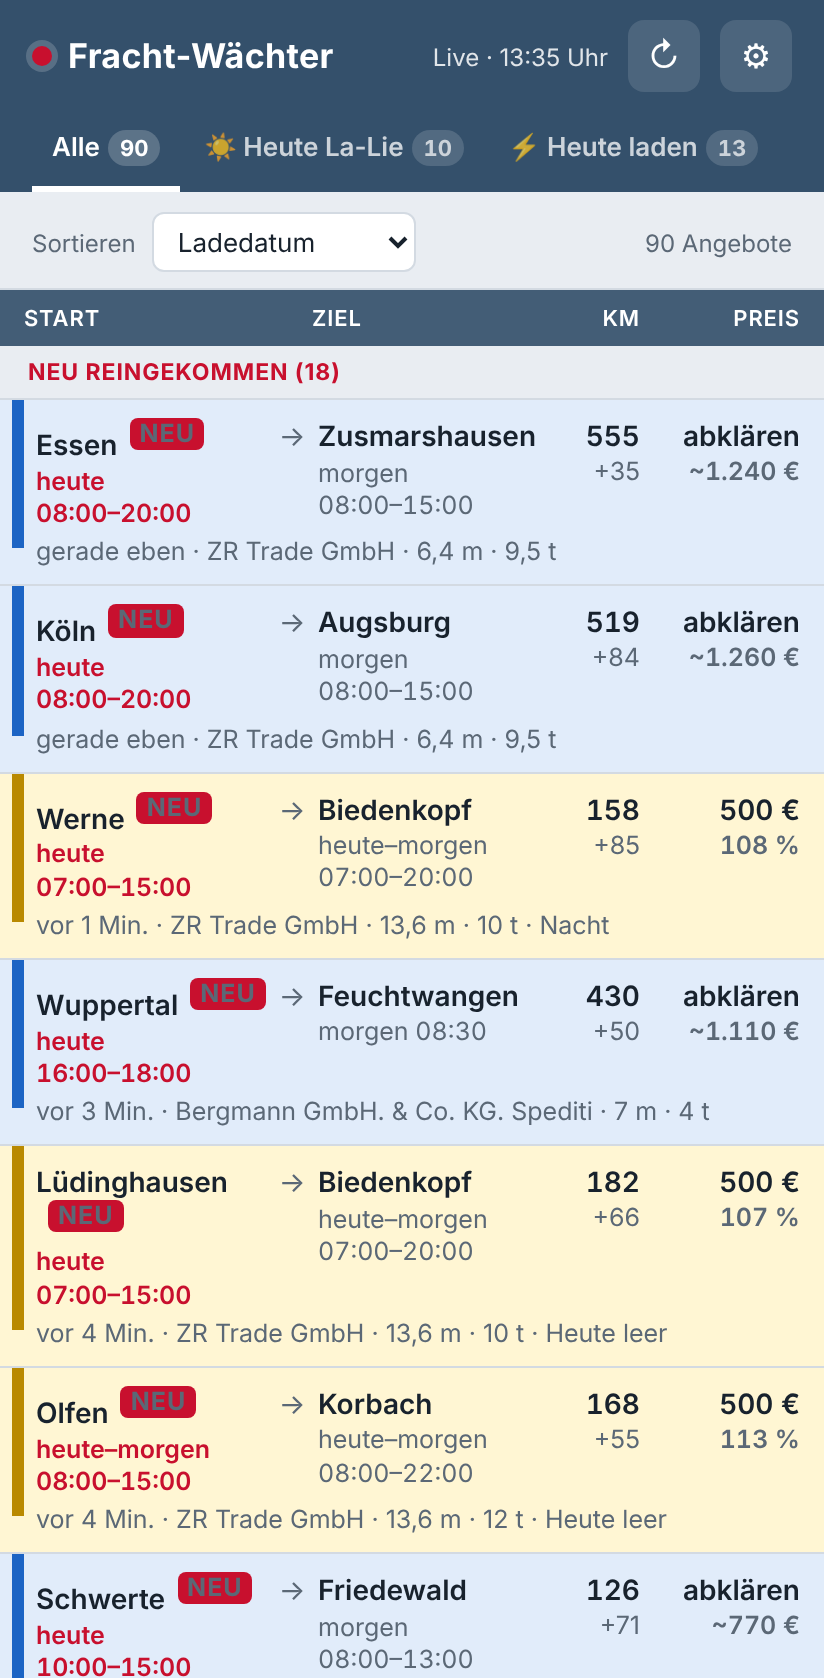 Fracht-Wächter Live · 13:35 Uhr
Alle 90 Heute La-Lie 10 Heute laden 13
Sortieren Ladedatum 90 Angebote
START ZIEL KM PREIS
NEU REINGEKOMMEN (18)
Essen NEU → Zusmarshausen 555 abklären
heute morgen +35 ~1.240 €
08:00–20:00 08:00–15:00
gerade eben · ZR Trade GmbH · 6,4 m · 9,5 t
Köln NEU → Augsburg 519 abklären
heute morgen +84 ~1.260 €
08:00–20:00 08:00–15:00
gerade eben · ZR Trade GmbH · 6,4 m · 9,5 t
Werne NEU → Biedenkopf 158 500 €
heute heute–morgen +85 108 %
07:00–15:00 07:00–20:00
vor 1 Min. · ZR Trade GmbH · 13,6 m · 10 t · Nacht
Wuppertal NEU → Feuchtwangen 430 abklären
heute morgen 08:30 +50 ~1.110 €
16:00–18:00
vor 3 Min. · Bergmann GmbH. & Co. KG. Spediti · 7 m · 4 t
Lüdinghausen → Biedenkopf 182 500 €
NEU heute–morgen +66 107 %
heute 07:00–20:00
07:00–15:00
vor 4 Min. · ZR Trade GmbH · 13,6 m · 10 t · Heute leer
Olfen NEU → Korbach 168 500 €
heute–morgen heute–morgen +55 113 %
08:00–15:00 08:00–22:00
vor 4 Min. · ZR Trade GmbH · 13,6 m · 12 t · Heute leer
Schwerte NEU → Friedewald 126 abklären
heute morgen +71 ~770 €
10:00–15:00 08:00–13:00